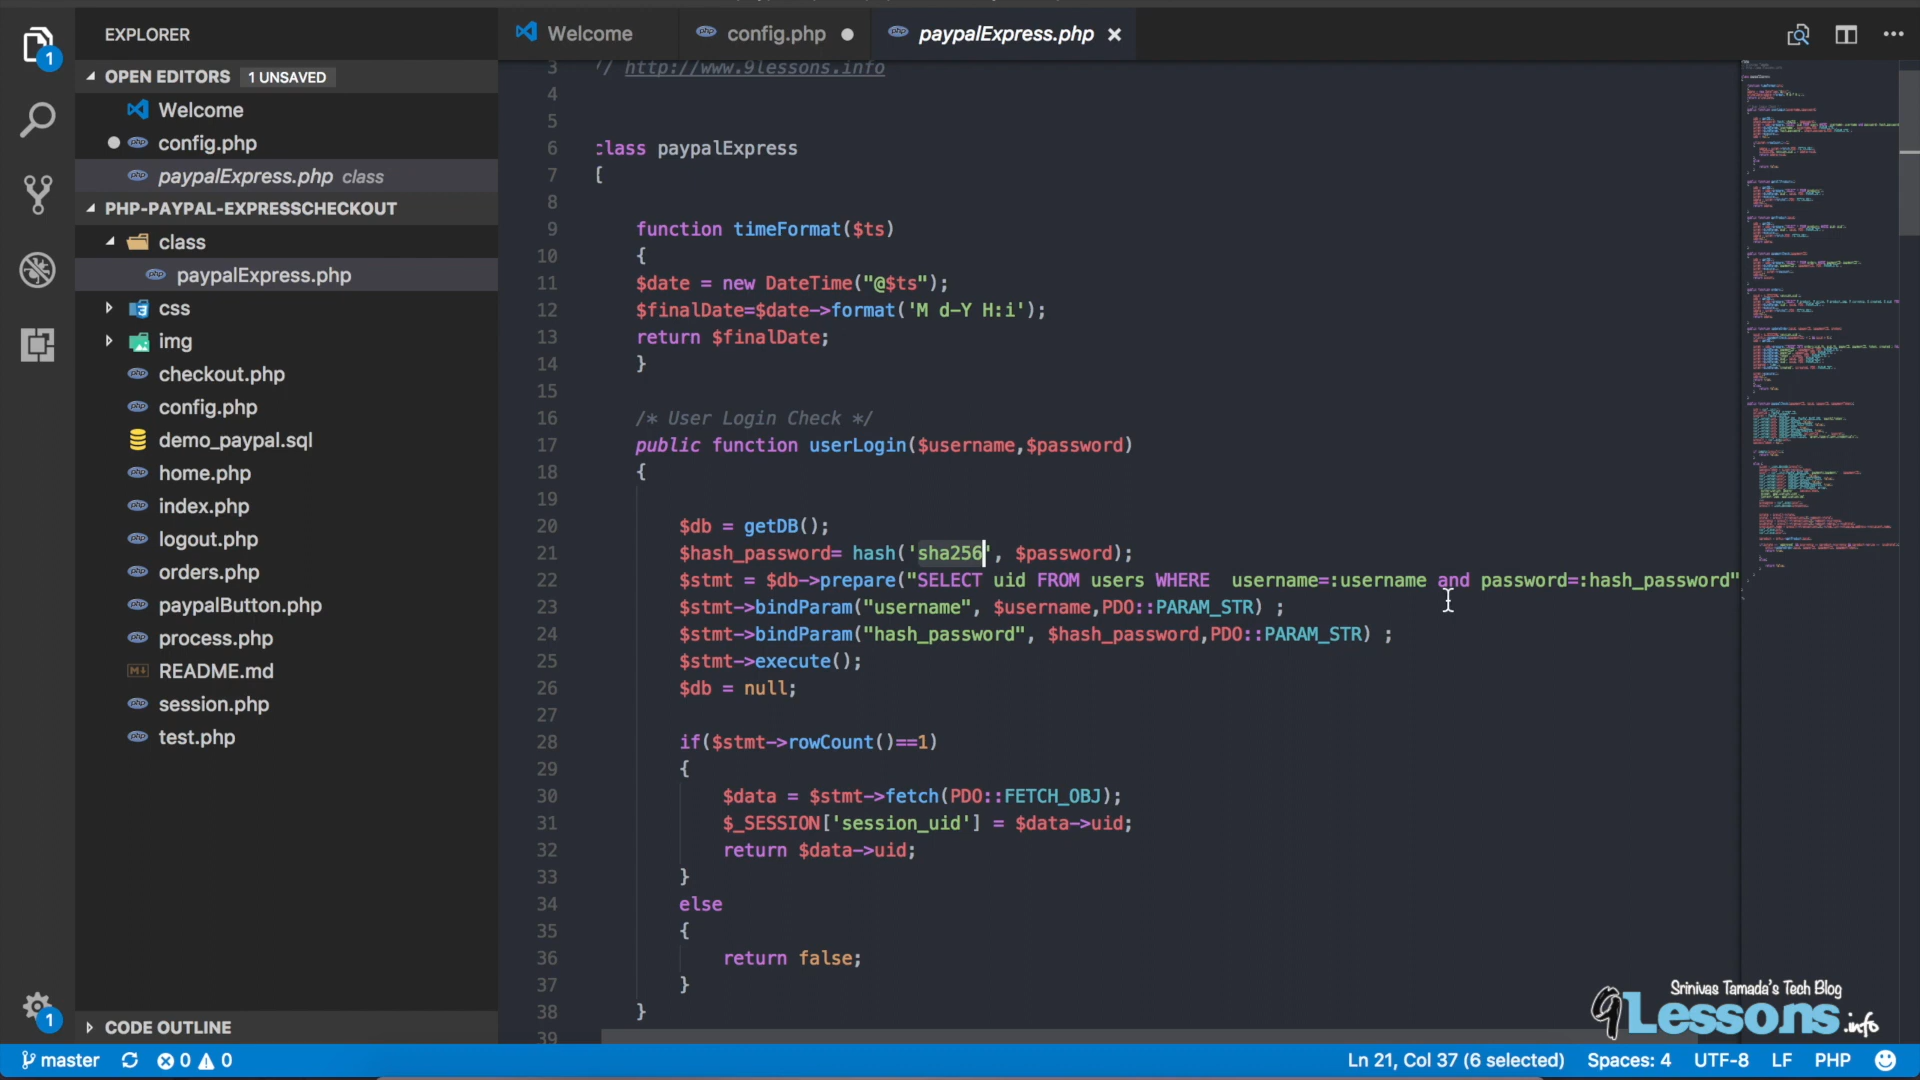 EXPLORER
OPEN EDITORS 1 UNSAVED
Welcome
config.php
paypalExpress.php class
PHP-PAYPAL-EXPRESSCHECKOUT
class
paypalExpress.php
css
img
checkout.php
config.php
demo_paypal.sql
home.php
index.php
logout.php
orders.php
paypalButton.php
process.php
README.md
session.php
test.php
CODE OUTLINE
Welcome config.php paypalExpress.php
3 // http://www.9lessons.info
4
5
6 class paypalExpress
7 {
8
9 function timeFormat($ts)
10 {
11 $date = new DateTime("@$ts");
12 $finalDate=$date->format('M d-Y H:i');
13 return $finalDate;
14 }
15
16 /* User Login Check */
17 public function userLogin($username,$password)
18 {
19
20 $db = getDB();
21 $hash_password= hash('sha256', $password);
22 $stmt = $db->prepare("SELECT uid FROM users WHERE  username=:username and password=:hash_password"
23 $stmt->bindParam("username", $username,PDO::PARAM_STR) ;
24 $stmt->bindParam("hash_password", $hash_password,PDO::PARAM_STR) ;
25 $stmt->execute();
26 $db = null;
27
28 if($stmt->rowCount()==1)
29 {
30 $data = $stmt->fetch(PDO::FETCH_OBJ);
31 $_SESSION['session_uid'] = $data->uid;
32 return $data->uid;
33 }
34 else
35 {
36 return false;
37 }
38 }
39
Srinivas Tamada's Tech Blog
9Lessons.info
master 0 0 Ln 21, Col 37 (6 selected) Spaces: 4 UTF-8 LF PHP